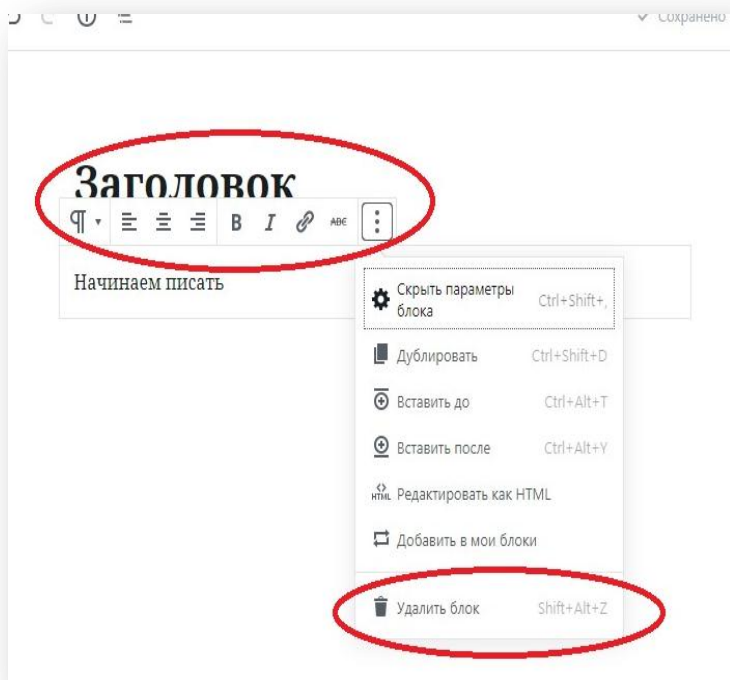 Сохранено
Заголовок
B I ABC
Начинаем писать
Скрыть параметры Ctrl+Shift+,
блока
Дублировать Ctrl+Shift+D
Вставить до Ctrl+Alt+T
Вставить после Ctrl+Alt+Y
HTML Редактировать как HTML
Добавить в мои блоки
Удалить блок Shift+Alt+Z